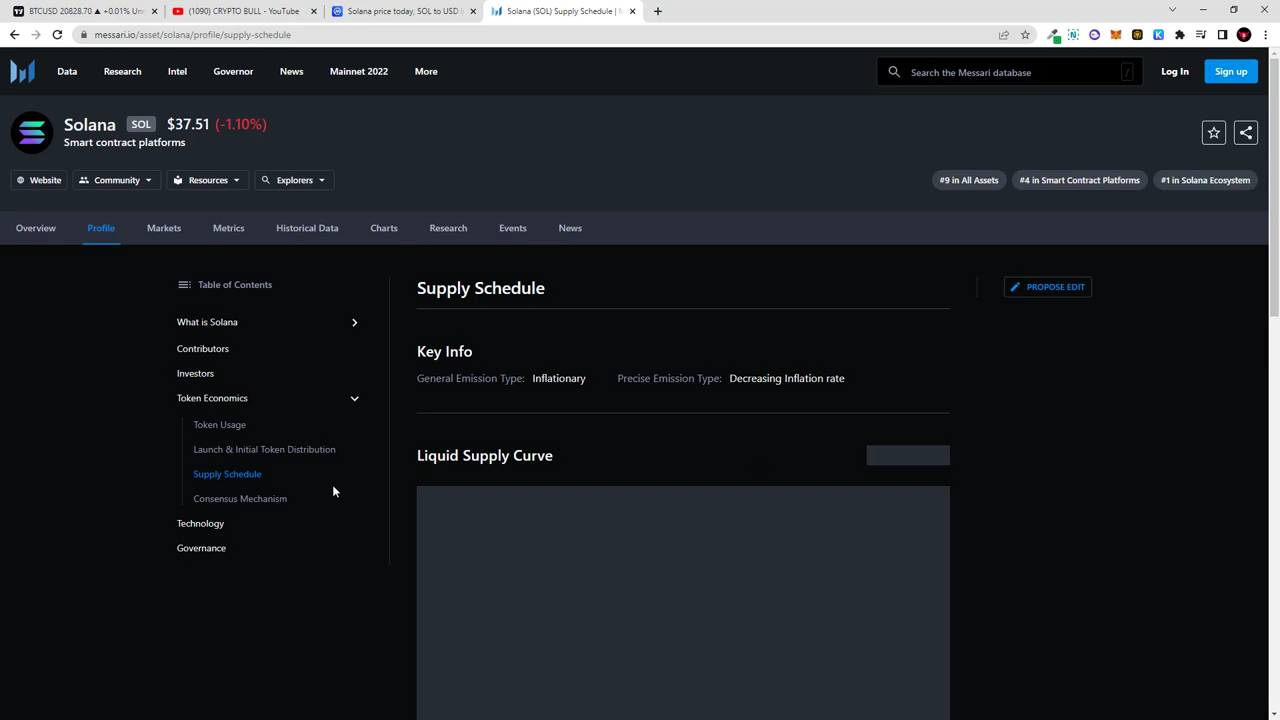 BTCUSD 20828.70 ▲ +0.01% Un
(1090) CRYPTO BULL - YouTube
Solana price today, SOL to USD
Solana (SOL) Supply Schedule |
messari.io/asset/solana/profile/supply-schedule
Data Research Intel Governor News Mainnet 2022 More
Search the Messari database /
Log In Sign up
Solana SOL $37.51 (-1.10%)
Smart contract platforms
Website Community Resources Explorers
#9 in All Assets #4 in Smart Contract Platforms #1 in Solana Ecosystem
Overview Profile Markets Metrics Historical Data Charts Research Events News
Table of Contents
What is Solana
Contributors
Investors
Token Economics
Token Usage
Launch & Initial Token Distribution
Supply Schedule
Consensus Mechanism
Technology
Governance
Supply Schedule
PROPOSE EDIT
Key Info
General Emission Type: Inflationary Precise Emission Type: Decreasing Inflation rate
Liquid Supply Curve